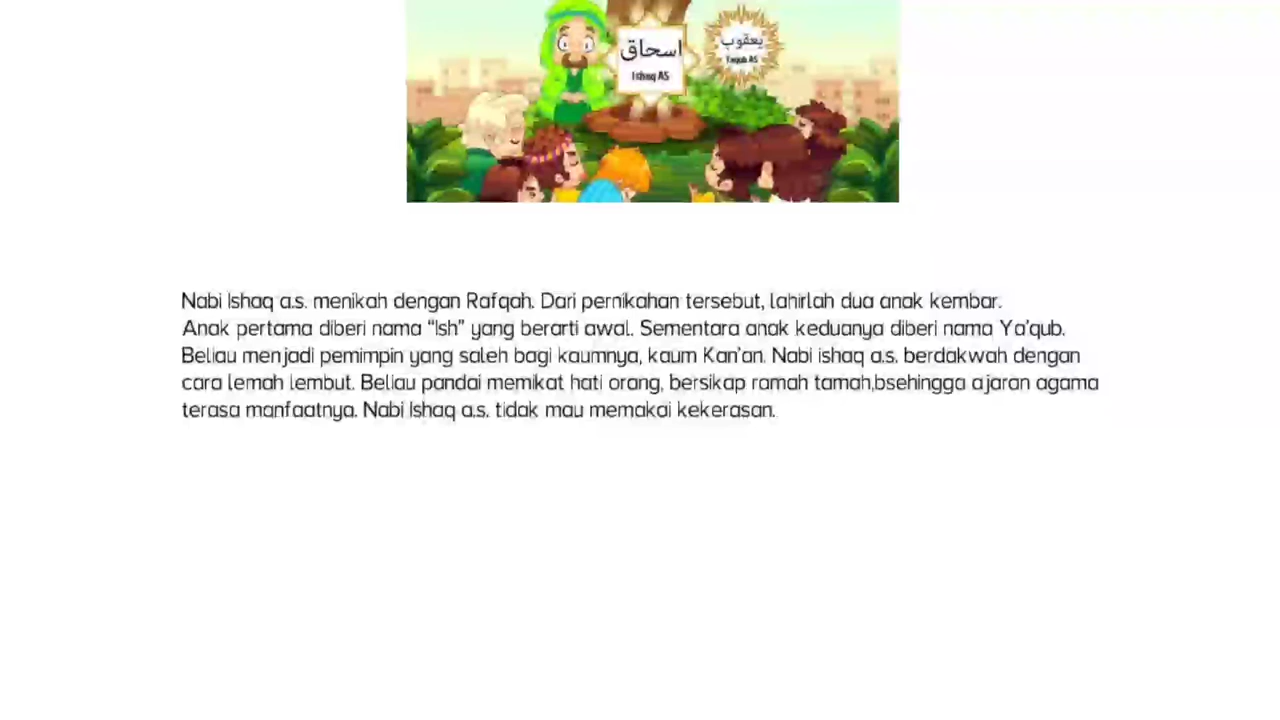 اسحاق
Ishaq AS
يعقوب
Yaqub AS
Nabi Ishaq a.s. menikah dengan Rafqah. Dari pernikahan tersebut, lahirlah dua anak kembar.
Anak pertama diberi nama “Ish” yang berarti awal. Sementara anak keduanya diberi nama Ya’qub.
Beliau menjadi pemimpin yang saleh bagi kaumnya, kaum Kan’an. Nabi ishaq a.s. berdakwah dengan
cara lemah lembut. Beliau pandai memikat hati orang, bersikap ramah tamah,bsehingga ajaran agama
terasa manfaatnya. Nabi Ishaq a.s. tidak mau memakai kekerasan.